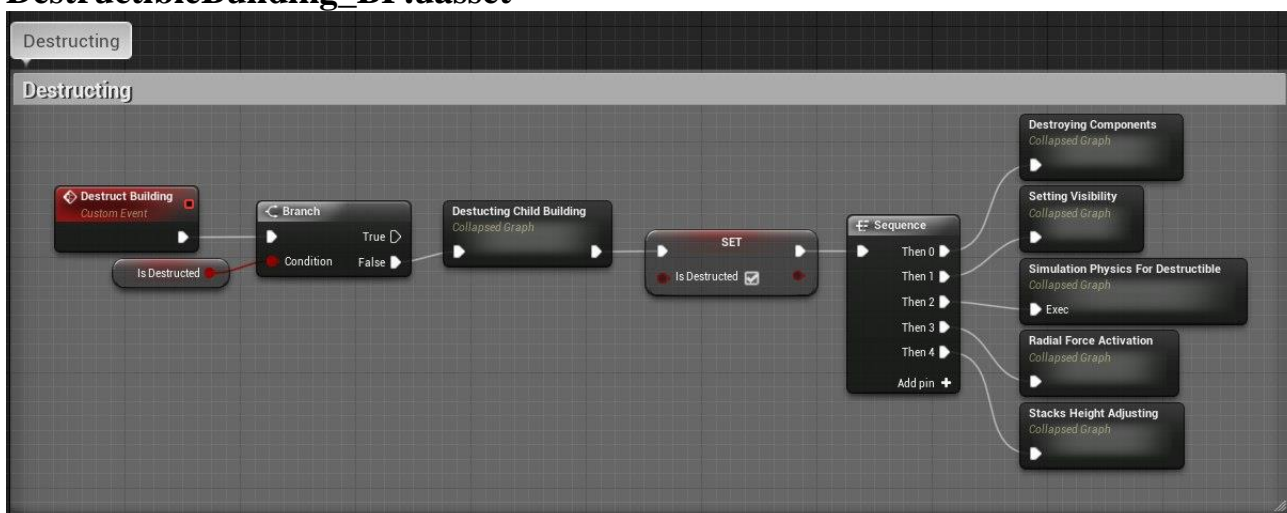 DestructibleBuilding_BP.uasset
Destructing
Destructing
Destruct Building
Custom Event
Is Destructed
Branch
True
Condition
False
Destucting Child Building
Collapsed Graph
SET
Is Destructed
Sequence
Then 0
Then 1
Then 2
Then 3
Then 4
Add pin +
Destroying Components
Collapsed Graph
Setting Visibility
Collapsed Graph
Simulation Physics For Destructible
Collapsed Graph
Exec
Radial Force Activation
Collapsed Graph
Stacks Height Adjusting
Collapsed Graph